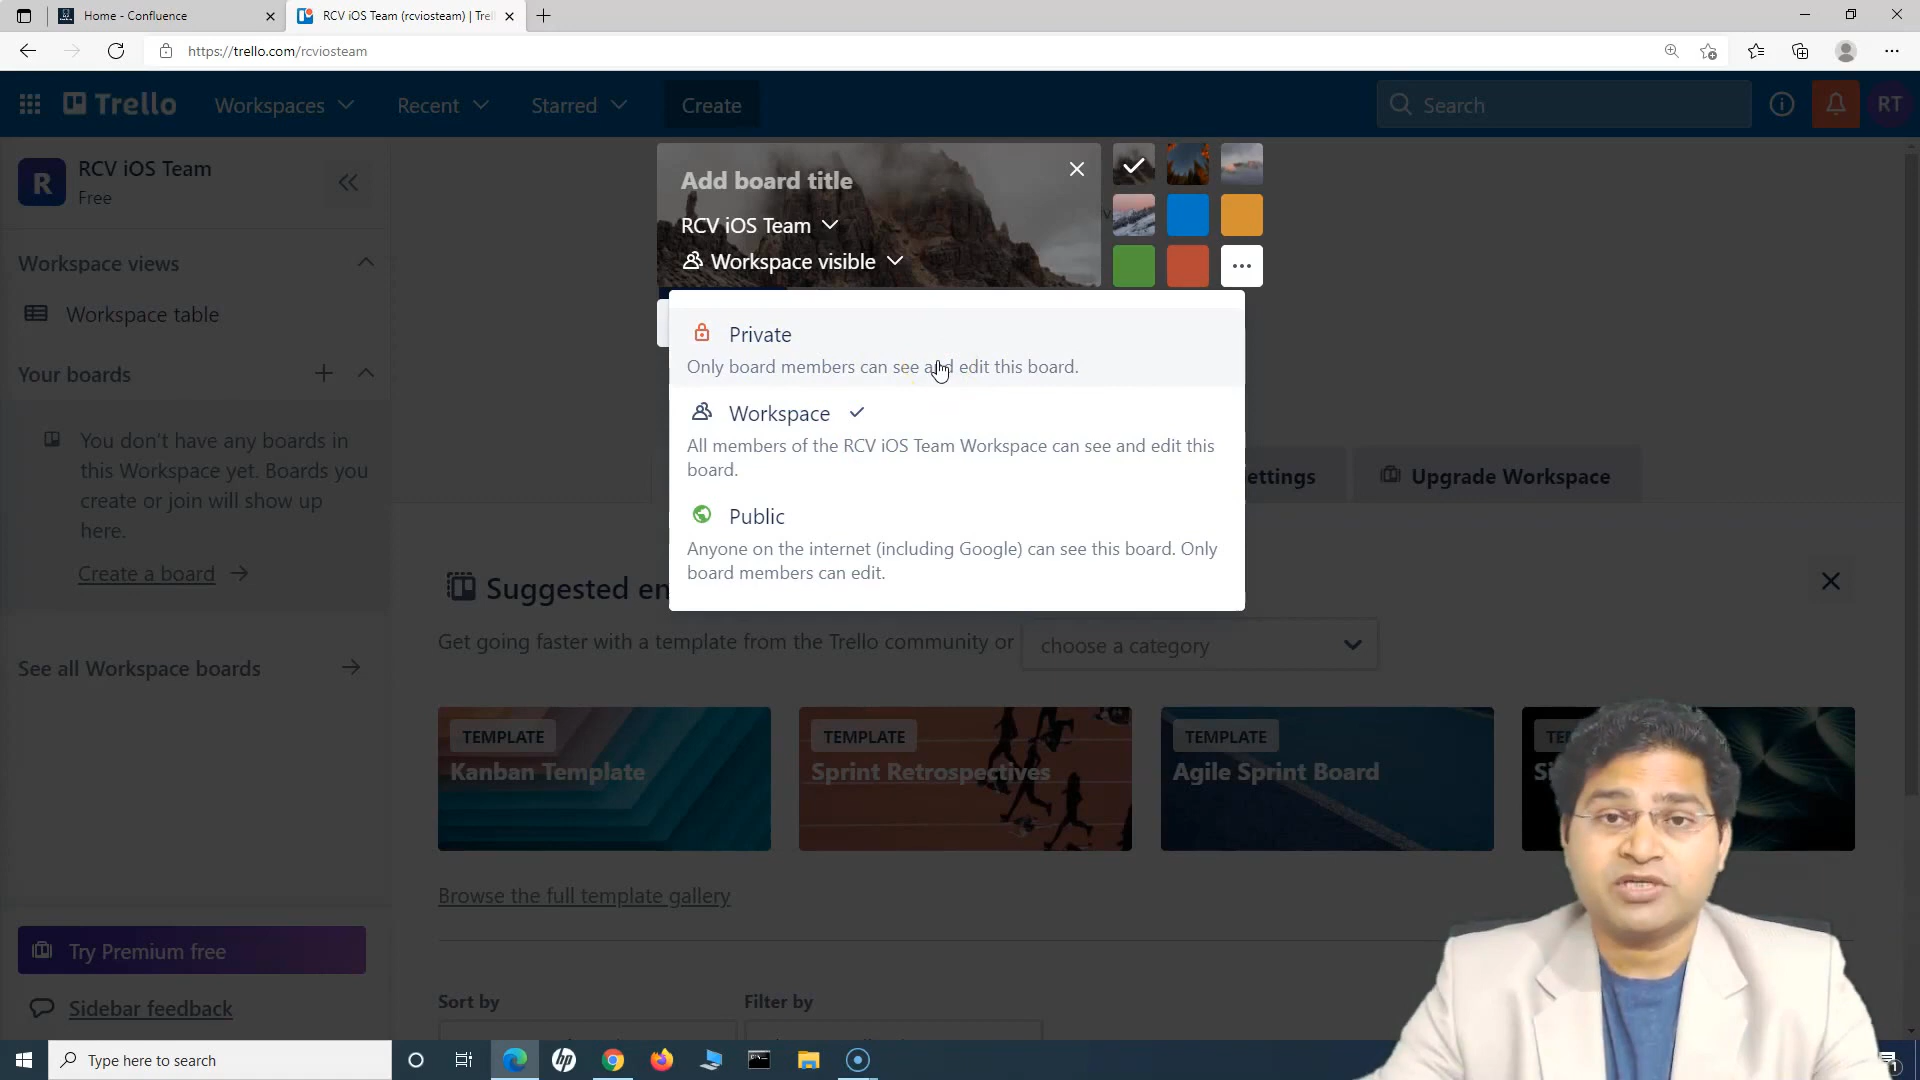 Home - Confluence
RCV iOS Team (rcviosteam) | Trel
https://trello.com/rcviosteam
Trello
Workspaces
Recent
Starred
Create
Search
RT
R
RCV iOS Team
Free
Workspace views
Workspace table
Your boards
You don't have any boards in
this Workspace yet. Boards you
create or join will show up
here.
Create a board
See all Workspace boards
Try Premium free
Sidebar feedback
Add board title
RCV iOS Team
Workspace visible
Private
Only board members can see and edit this board.
Workspace
All members of the RCV iOS Team Workspace can see and edit this
board.
Public
Anyone on the internet (including Google) can see this board. Only
board members can edit.
ettings
Upgrade Workspace
Suggested en
Get going faster with a template from the Trello community or
choose a category
TEMPLATE
Kanban Template
TEMPLATE
Sprint Retrospectives
TEMPLATE
Agile Sprint Board
TE
Si
Browse the full template gallery
Sort by
Filter by
Type here to search
hp
1